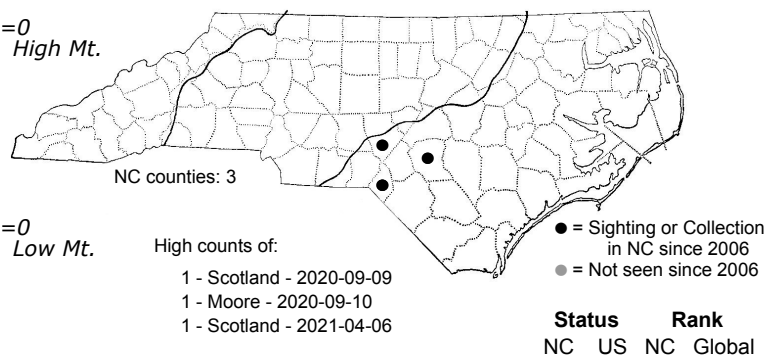 =0
High Mt.
NC counties: 3
=0
Low Mt.
High counts of:
1 - Scotland - 2020-09-09
1 - Moore - 2020-09-10
1 - Scotland - 2021-04-06
● = Sighting or Collection
in NC since 2006
● = Not seen since 2006
Status Rank
NC US NC Global